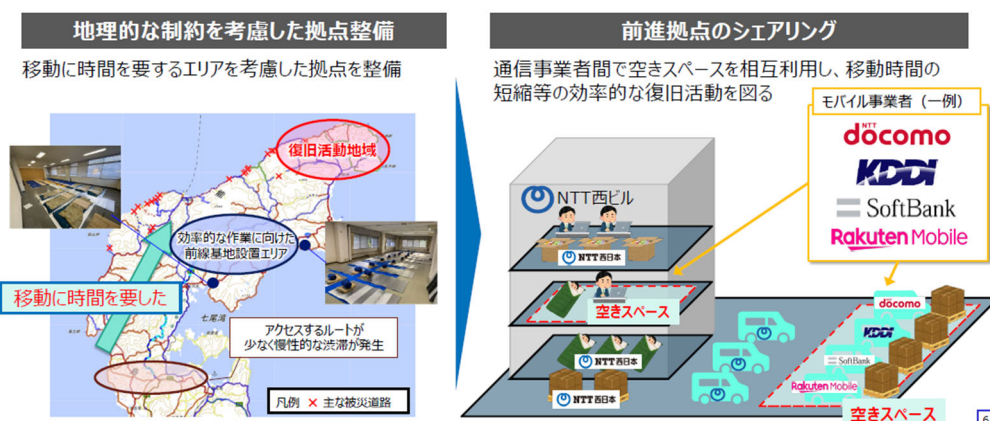 地理的な制約を考慮した拠点整備
移動に時間を要するエリアを考慮した拠点を整備
復旧活動地域
効率的な作業に向けた
前線基地設置エリア
移動に時間を要した
七尾湾
アクセスするルートが
少なく慢性的な渋滞が発生
凡例 × 主な被災道路
前進拠点のシェアリング
通信事業者間で空きスペースを相互利用し、移動時間の
短縮等の効率的な復旧活動を図る
モバイル事業者（一例）
NTT
docomo
KDDI
SoftBank
Rakuten Mobile
NTT西ビル
NTT西日本
空きスペース
NTT西日本
NTT西日本
docomo
KDDI
SoftBank
Rakuten Mobile
空きスペース
6